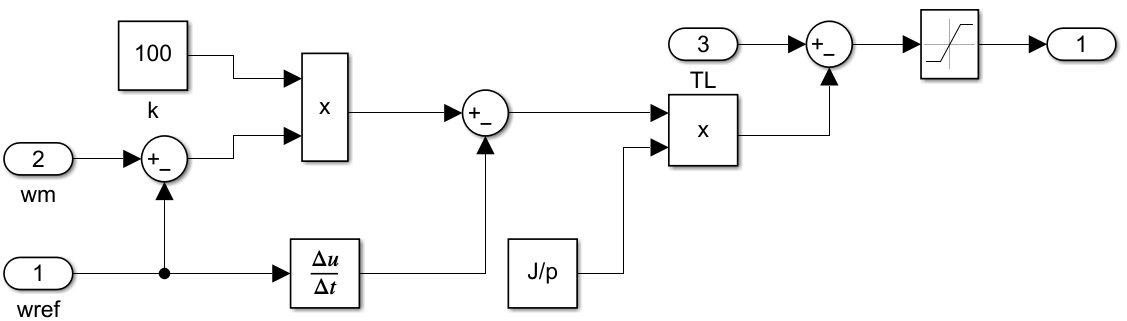 100
k
x
2
wm
+
−
1
wref
Δu
Δt
+
−
J/p
3
TL
x
+
−
1